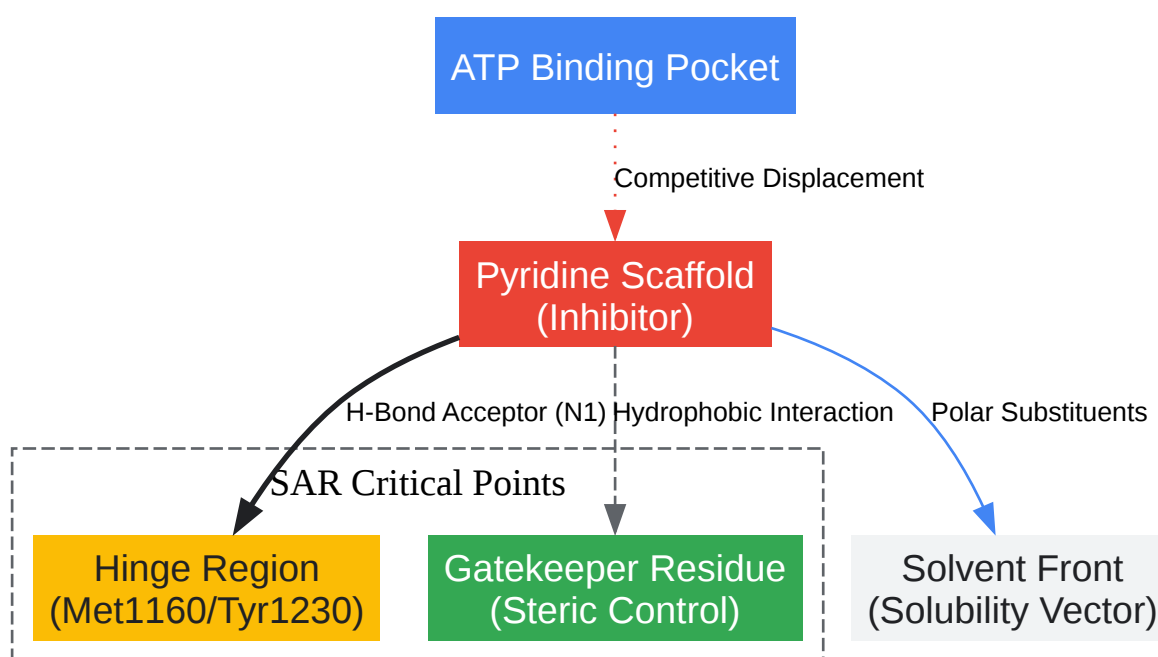 ATP Binding Pocket
Competitive Displacement
Pyridine Scaffold
(Inhibitor)
H-Bond Acceptor (N1)
Hydrophobic Interaction
Polar Substituents
SAR Critical Points
Hinge Region
(Met1160/Tyr1230)
Gatekeeper Residue
(Steric Control)
Solvent Front
(Solubility Vector)